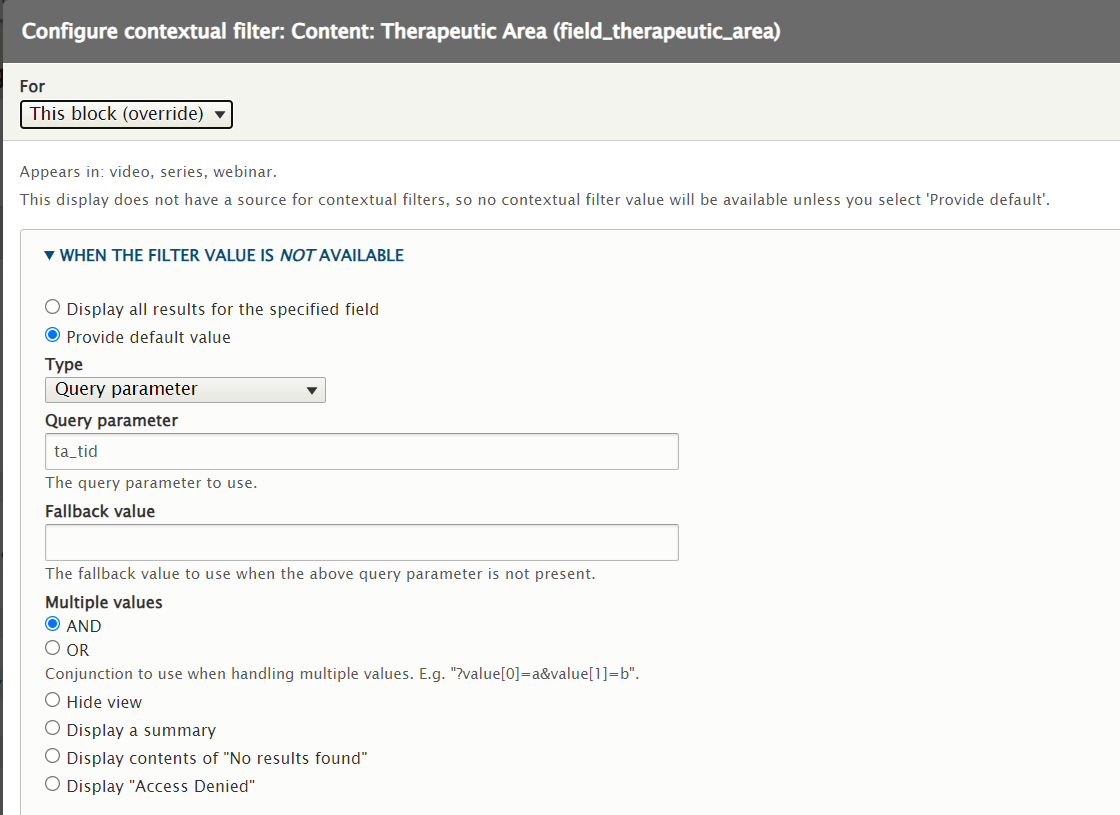 Configure contextual filter: Content: Therapeutic Area (field_therapeutic_area)
For
This block (override)
Appears in: video, series, webinar.
This display does not have a source for contextual filters, so no contextual filter value will be available unless you select 'Provide default'.
WHEN THE FILTER VALUE IS NOT AVAILABLE
Display all results for the specified field
Provide default value
Type
Query parameter
Query parameter
ta_tid
The query parameter to use.
Fallback value
The fallback value to use when the above query parameter is not present.
Multiple values
AND
OR
Conjunction to use when handling multiple values. E.g. "?value[0]=a&value[1]=b".
Hide view
Display a summary
Display contents of "No results found"
Display "Access Denied"